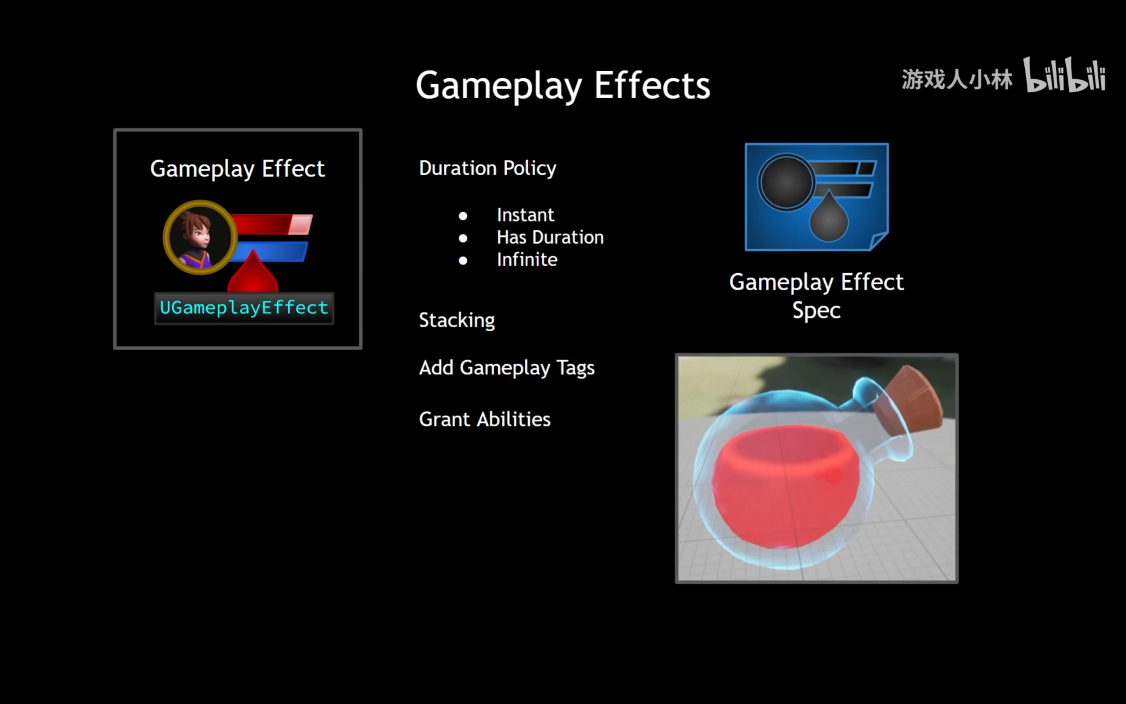 游戏人小林 bilibili
Gameplay Effects
Gameplay Effect
UGameplayEffect
Duration Policy
● Instant
● Has Duration
● Infinite
Stacking
Add Gameplay Tags
Grant Abilities
Gameplay Effect
Spec